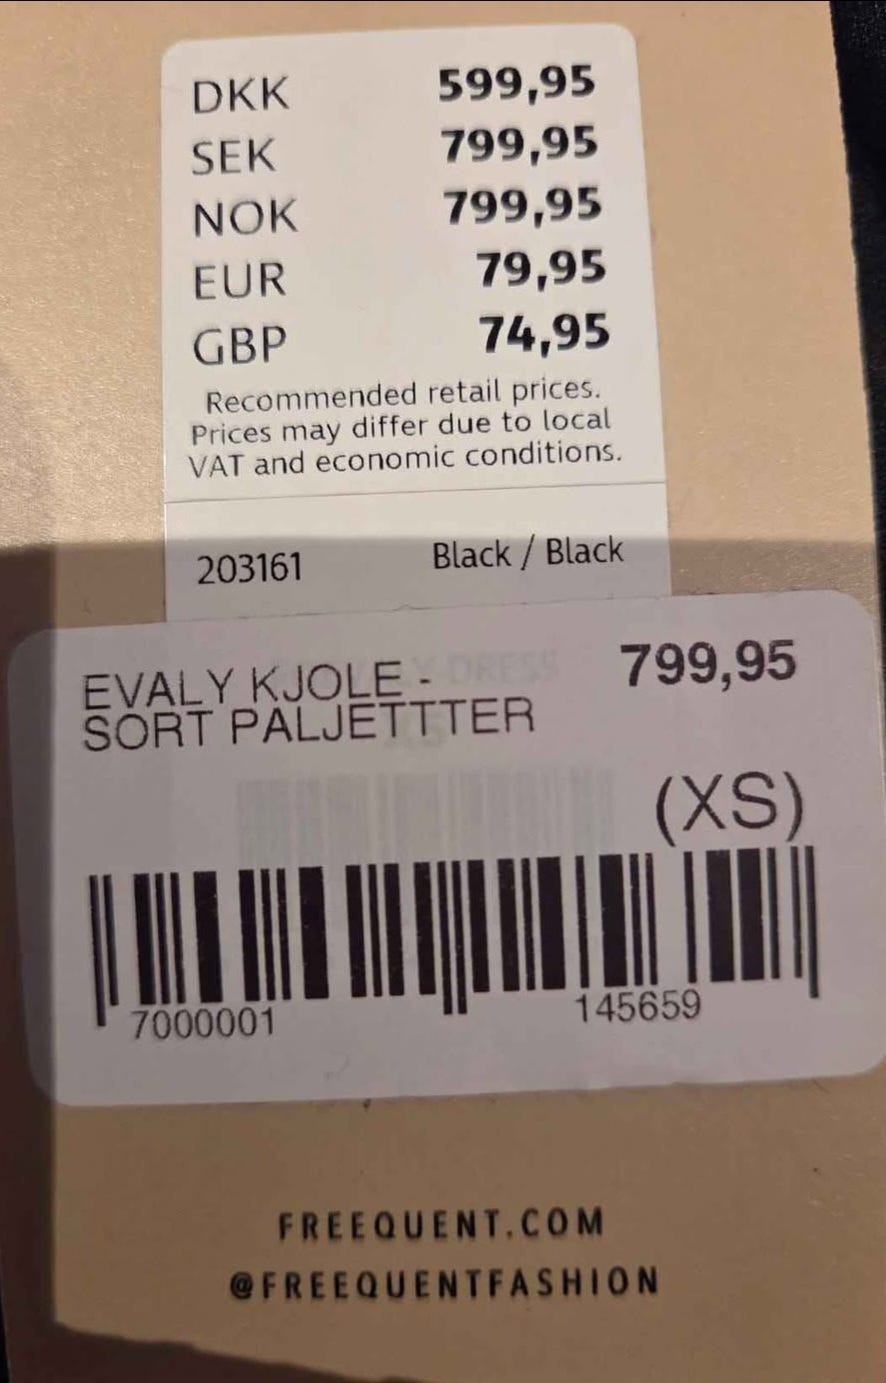 DKK 599,95
SEK 799,95
NOK 799,95
EUR 79,95
GBP 74,95
Recommended retail prices.
Prices may differ due to local
VAT and economic conditions.
203161 Black / Black
EVALY KJOLE - 799,95
SORT PALJETTTER
(XS)
7000001 145659
FREEQUENT.COM
@FREEQUENTFASHION